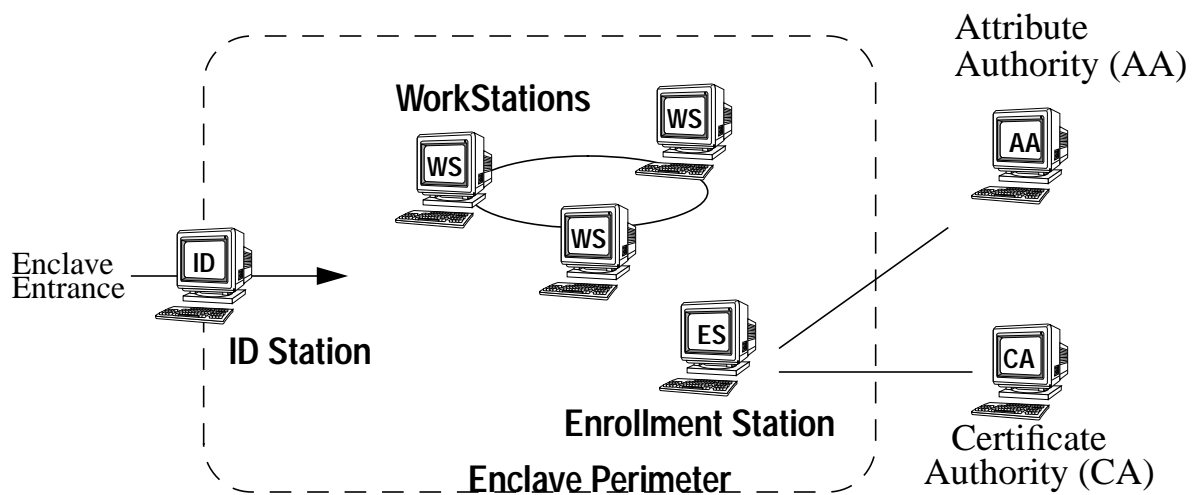 Attribute
Authority (AA)
WorkStations
WS
WS
AA
WS
Enclave
Entrance
ID
ID Station
ES
CA
Enrollment Station
Certificate
Authority (CA)
Enclave Perimeter